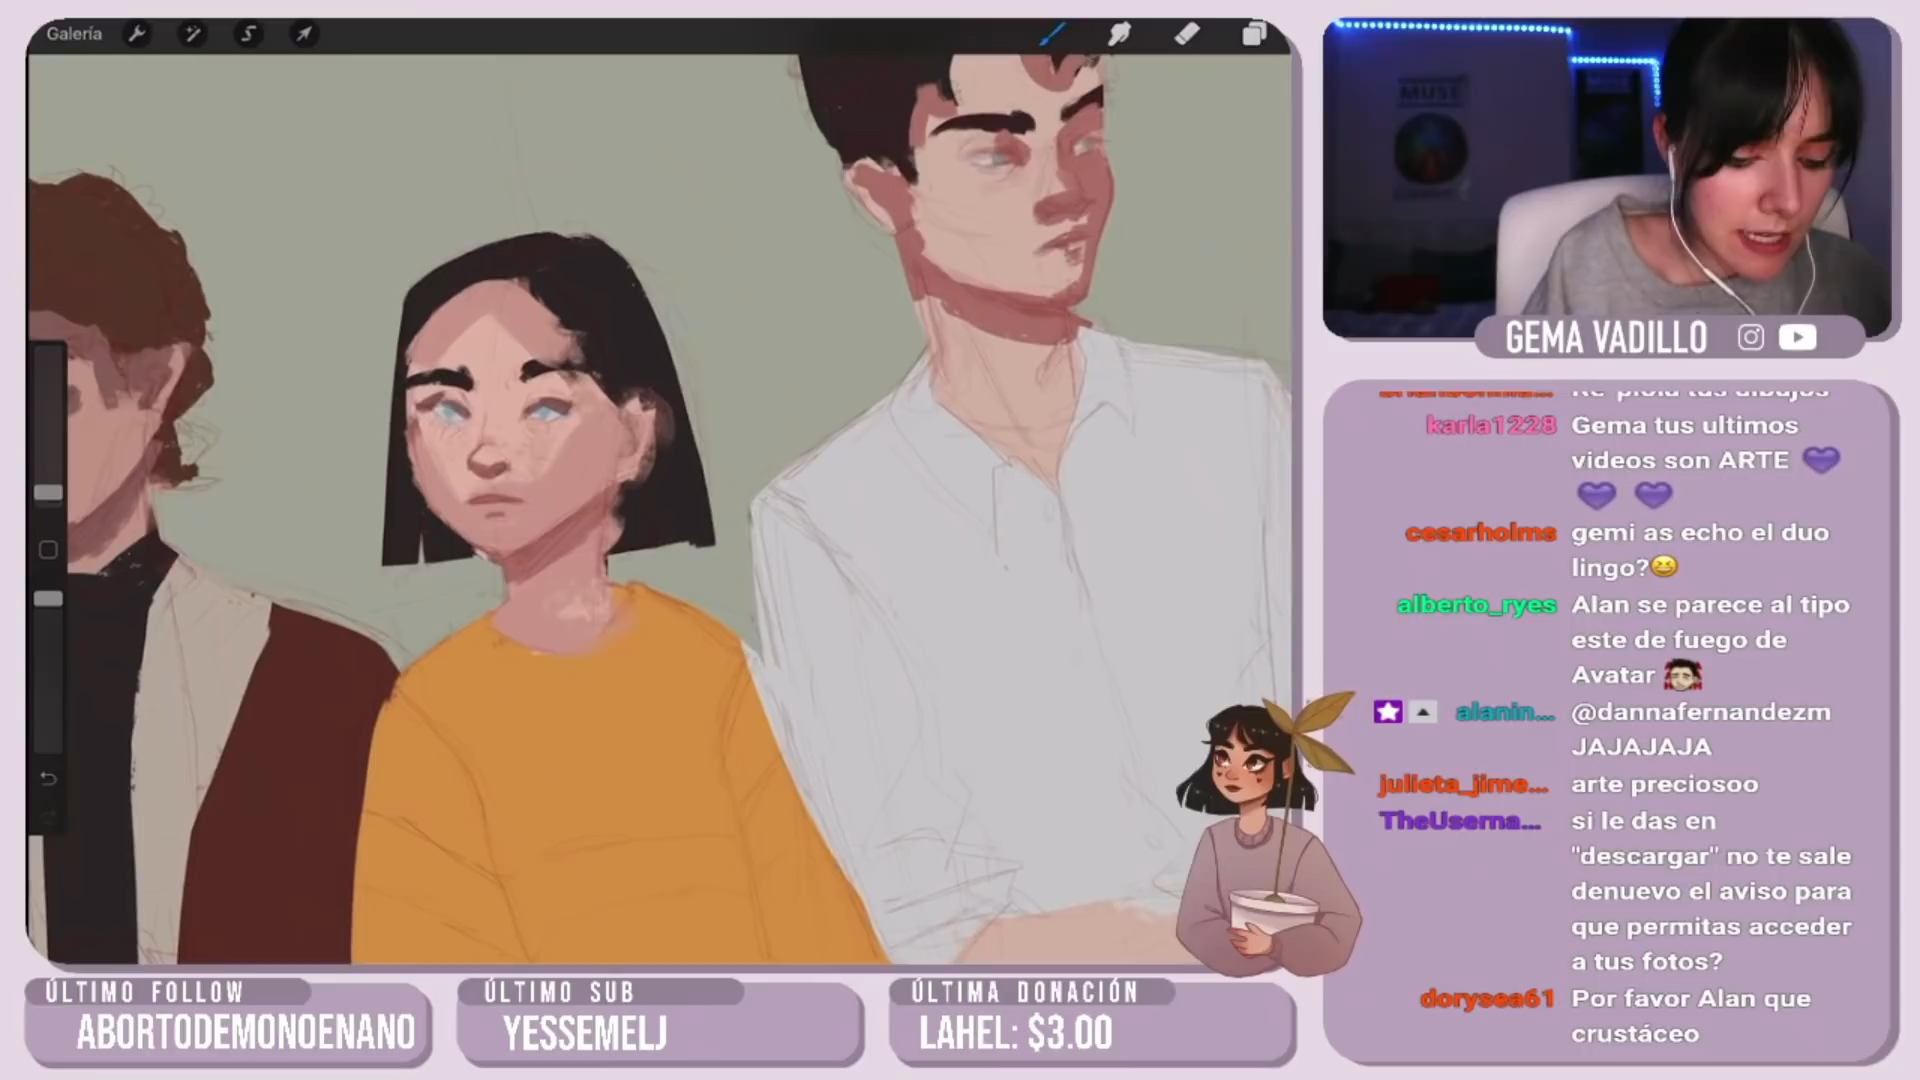 Galería
MUSE
GEMA VADILLO
karla1228 Gema tus ultimos
videos son ARTE 💜
💜 💜
cesarholms gemi as echo el duo
lingo?😆
alberto_ryes Alan se parece al tipo
este de fuego de
Avatar
alanin... @dannafernandezm
JAJAJAJA
julieta_jime... arte preciosoo
TheUserna... si le das en
"descargar" no te sale
denuevo el aviso para
que permitas acceder
a tus fotos?
dorysea61 Por favor Alan que
crustáceo
ÚLTIMO FOLLOW
ABORTODEMONOENANO
ÚLTIMO SUB
YESSEMELJ
ÚLTIMA DONACIÓN
LAHEL: $3.00